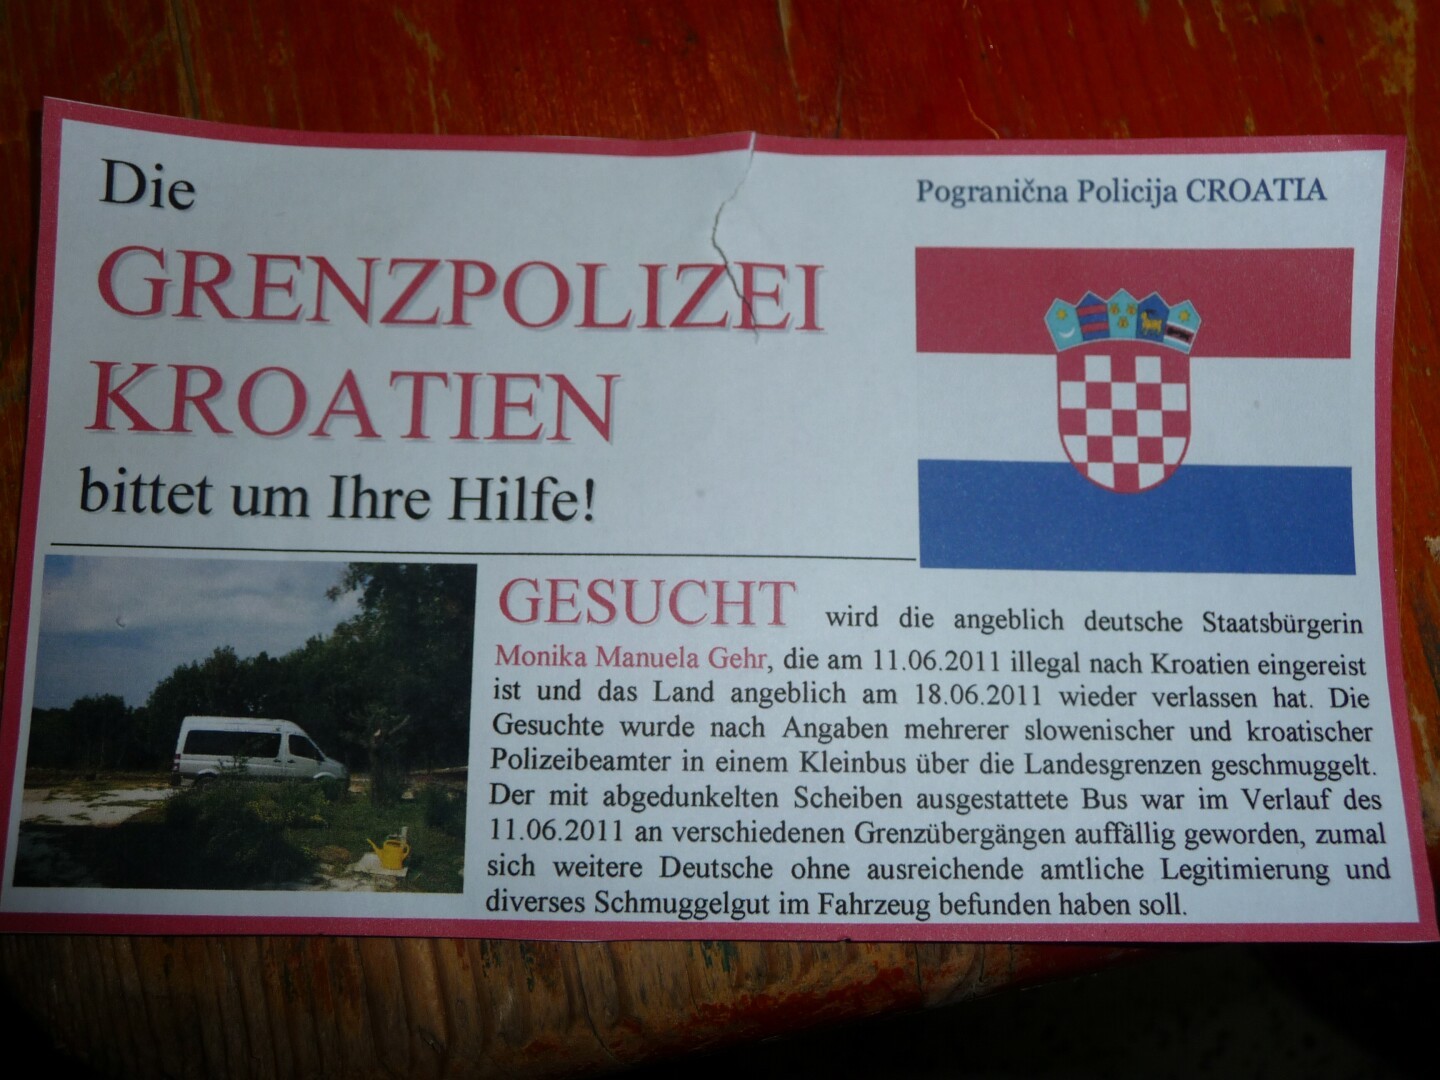 Die
GRENZPOLIZEI
KROATIEN
bittet um Ihre Hilfe!
Pogranična Policija CROATIA
GESUCHT wird die angeblich deutsche Staatsbürgerin
Monika Manuela Gehr, die am 11.06.2011 illegal nach Kroatien eingereist
ist und das Land angeblich am 18.06.2011 wieder verlassen hat. Die
Gesuchte wurde nach Angaben mehrerer slowenischer und kroatischer
Polizeibeamter in einem Kleinbus über die Landesgrenzen geschmuggelt.
Der mit abgedunkelten Scheiben ausgestattete Bus war im Verlauf des
11.06.2011 an verschiedenen Grenzübergängen auffällig geworden, zumal
sich weitere Deutsche ohne ausreichende amtliche Legitimierung und
diverses Schmuggelgut im Fahrzeug befunden haben soll.